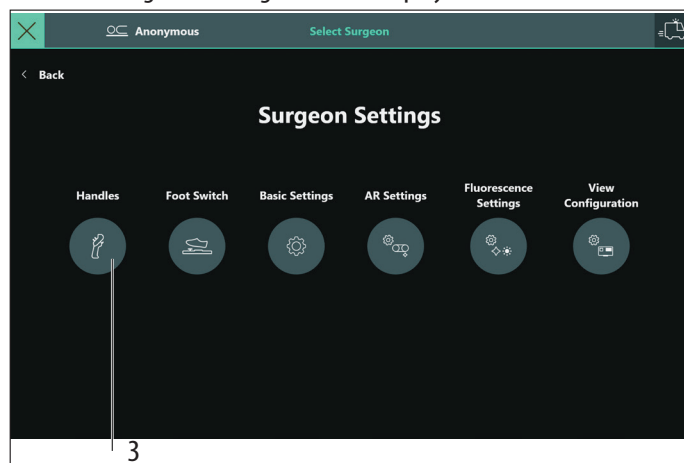 Anonymous
Select Surgeon
Back
Surgeon Settings
Handles
Foot Switch
Basic Settings
AR Settings
Fluorescence
Settings
View
Configuration
3